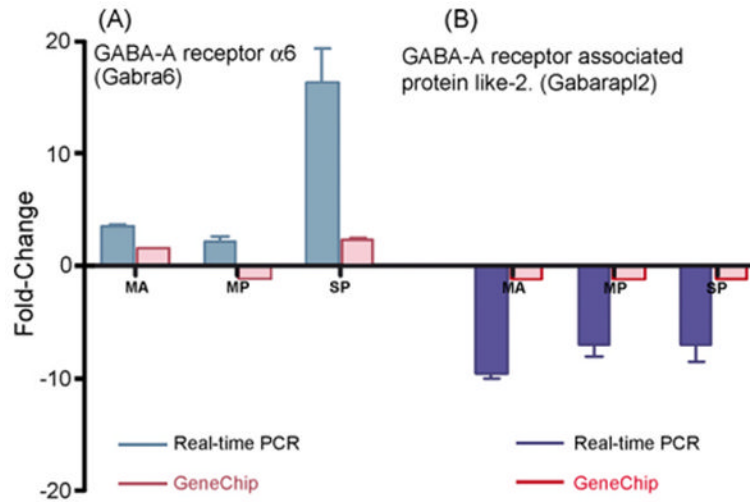 (A)
(B)
GABA-A receptor α6
(Gabra6)
GABA-A receptor associated
protein like-2. (Gabarapl2)
Fold-Change
20
10
0
-10
-20
MA
MP
SP
MA
MP
SP
Real-time PCR
GeneChip
Real-time PCR
GeneChip